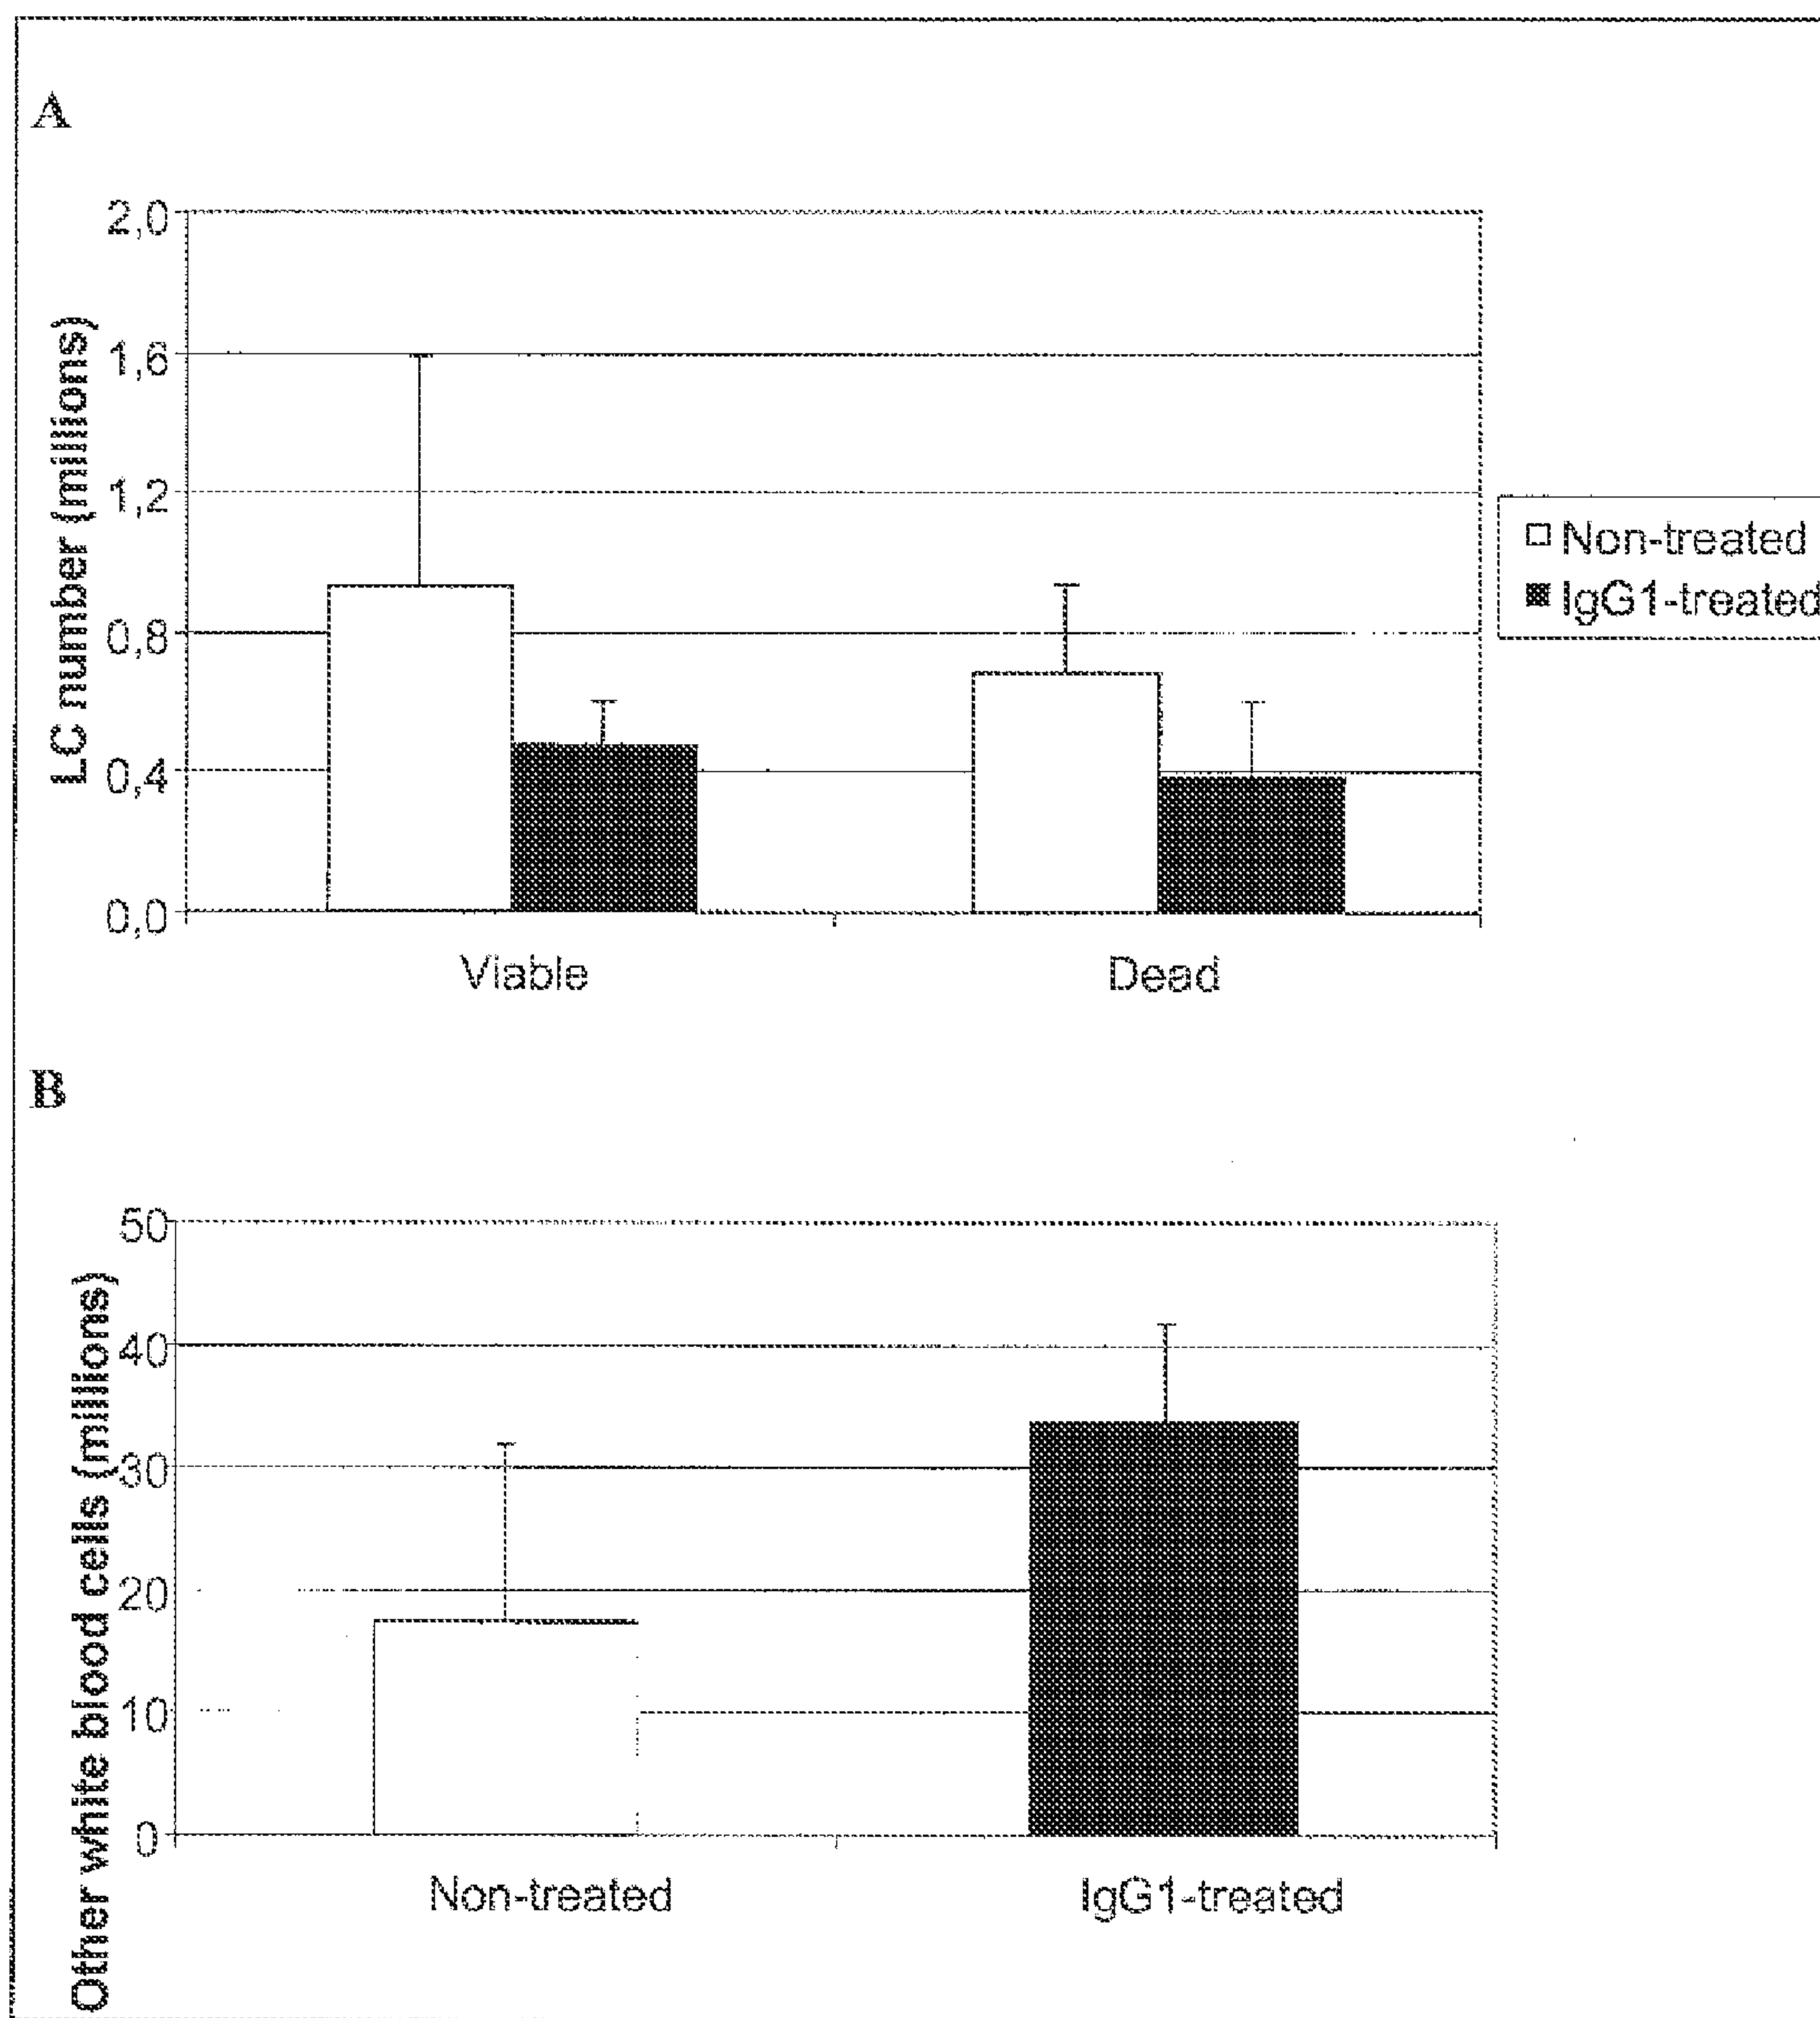 A
LC number (millions)
2,0
1,6
1,2
0,8
0,4
0,0
Viable
Dead
Non-treated
IgG1-treated
B
Other white blood cells (millions)
50
40
30
20
10
0
Non-treated
IgG1-treated